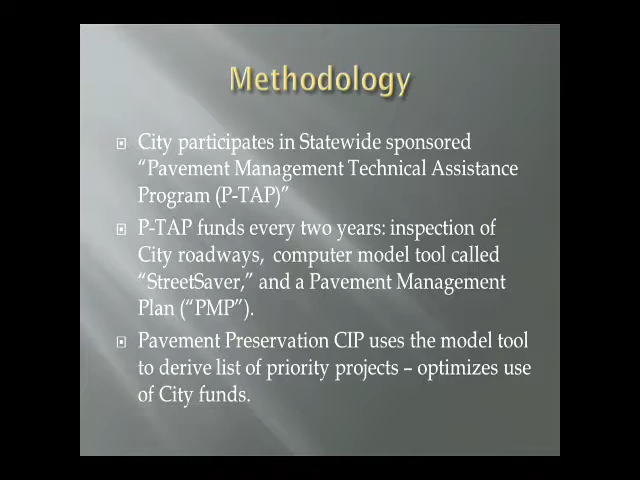 Methodology
City participates in Statewide sponsored
“Pavement Management Technical Assistance
Program (P-TAP)”
P-TAP funds every two years: inspection of
City roadways, computer model tool called
“StreetSaver,” and a Pavement Management
Plan (“PMP”).
Pavement Preservation CIP uses the model tool
to derive list of priority projects – optimizes use
of City funds.